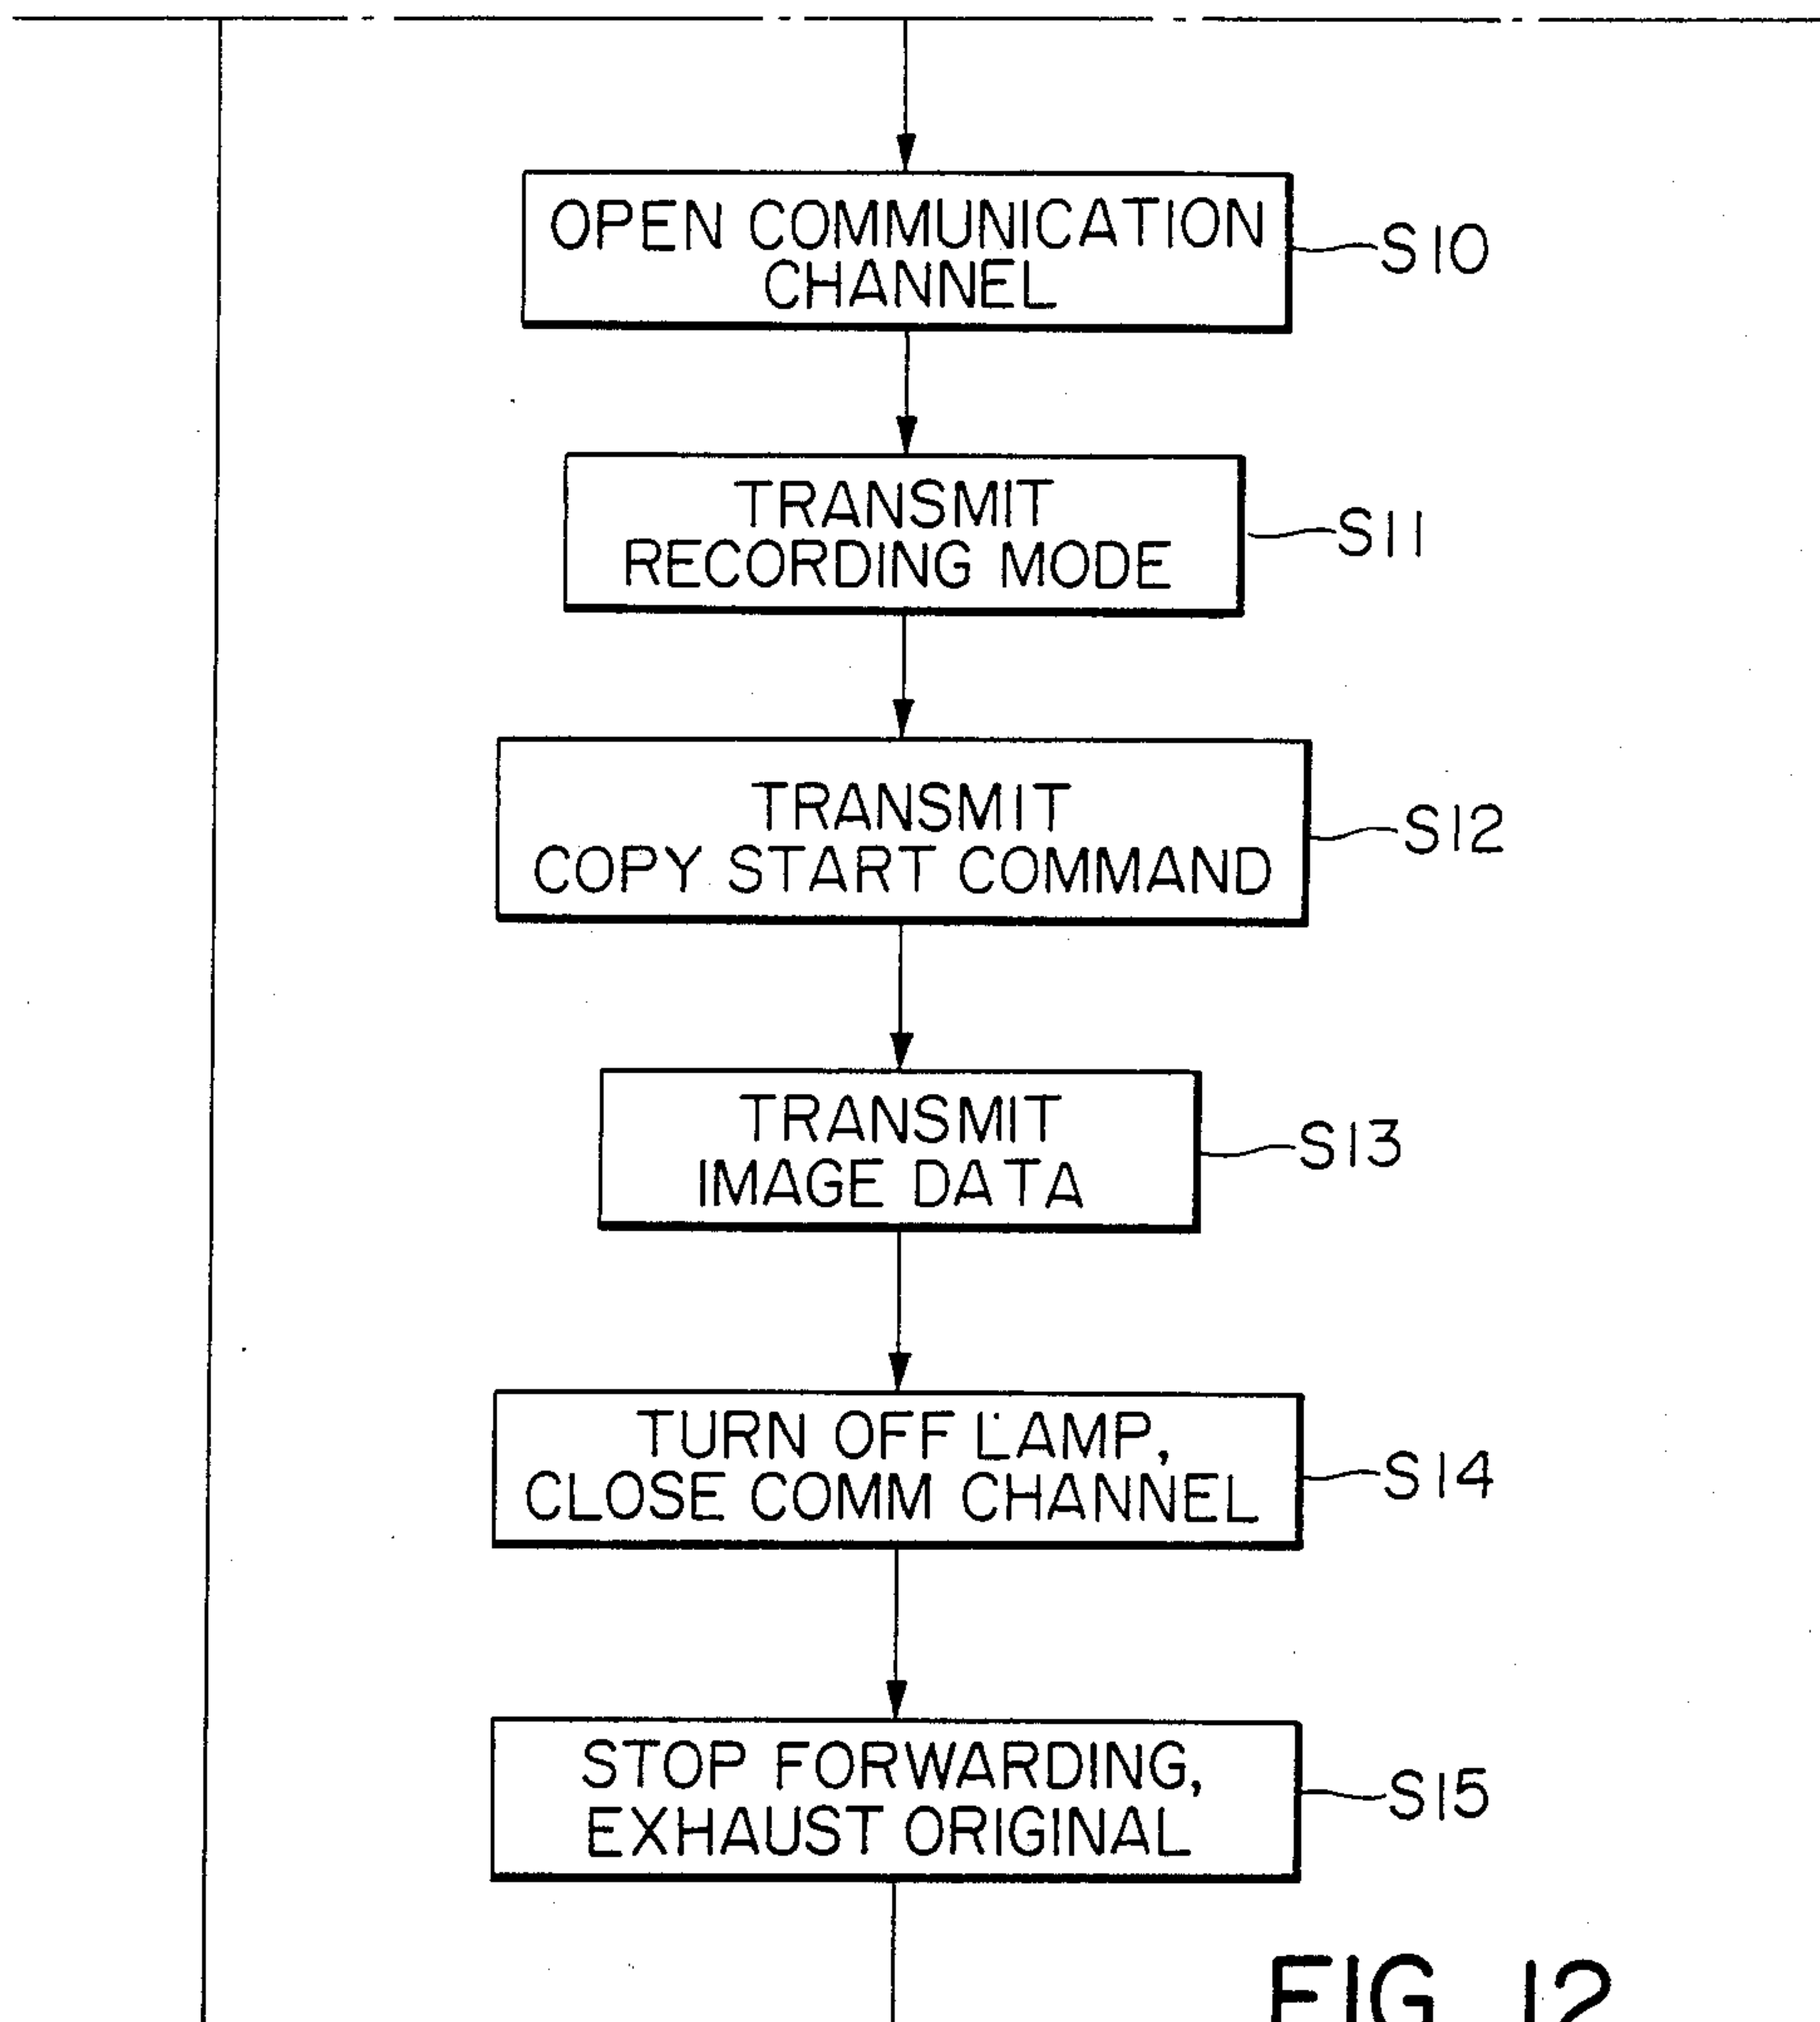 OPEN COMMUNICATION
CHANNEL
S10
TRANSMIT
RECORDING MODE
S11
TRANSMIT
COPY START COMMAND
S12
TRANSMIT
IMAGE DATA
S13
TURN OFF LAMP,
CLOSE COMM CHANNEL
S14
STOP FORWARDING,
EXHAUST ORIGINAL
S15
FIG. 12